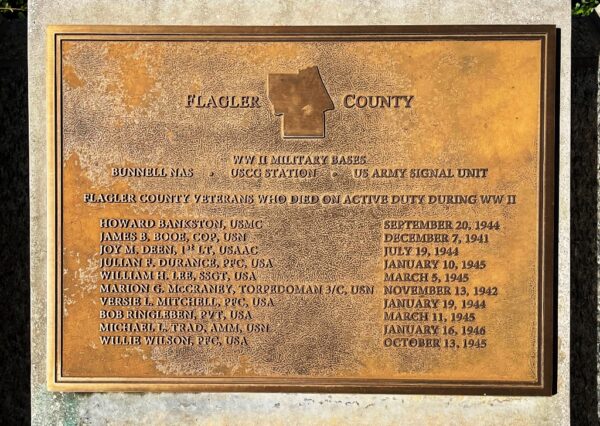 FLAGLER COUNTY
WW II MILITARY BASES
BUNNELL NAS • USCG STATION • US ARMY SIGNAL UNIT
FLAGLER COUNTY VETERANS WHO DIED ON ACTIVE DUTY DURING WW II
HOWARD BANKSTON, USMC SEPTEMBER 20, 1944
JAMES B. BOOE, COP, USN DECEMBER 7, 1941
JOY M. DEEN, 1ST LT, USAAC JULY 19, 1944
JULIAN F. DURANCE, PFC, USA JANUARY 10, 1945
WILLIAM H. LEE, SSGT, USA MARCH 5, 1945
MARION G. McCRANEY, TORPEDOMAN 3/C, USN NOVEMBER 13, 1942
VERSIE L. MITCHELL, PFC, USA JANUARY 19, 1944
BOB RINGLEBEN, PVT, USA MARCH 11, 1945
MICHAEL L. TRAD, AMM, USN JANUARY 16, 1946
WILLIE WILSON, PFC, USA OCTOBER 13, 1945